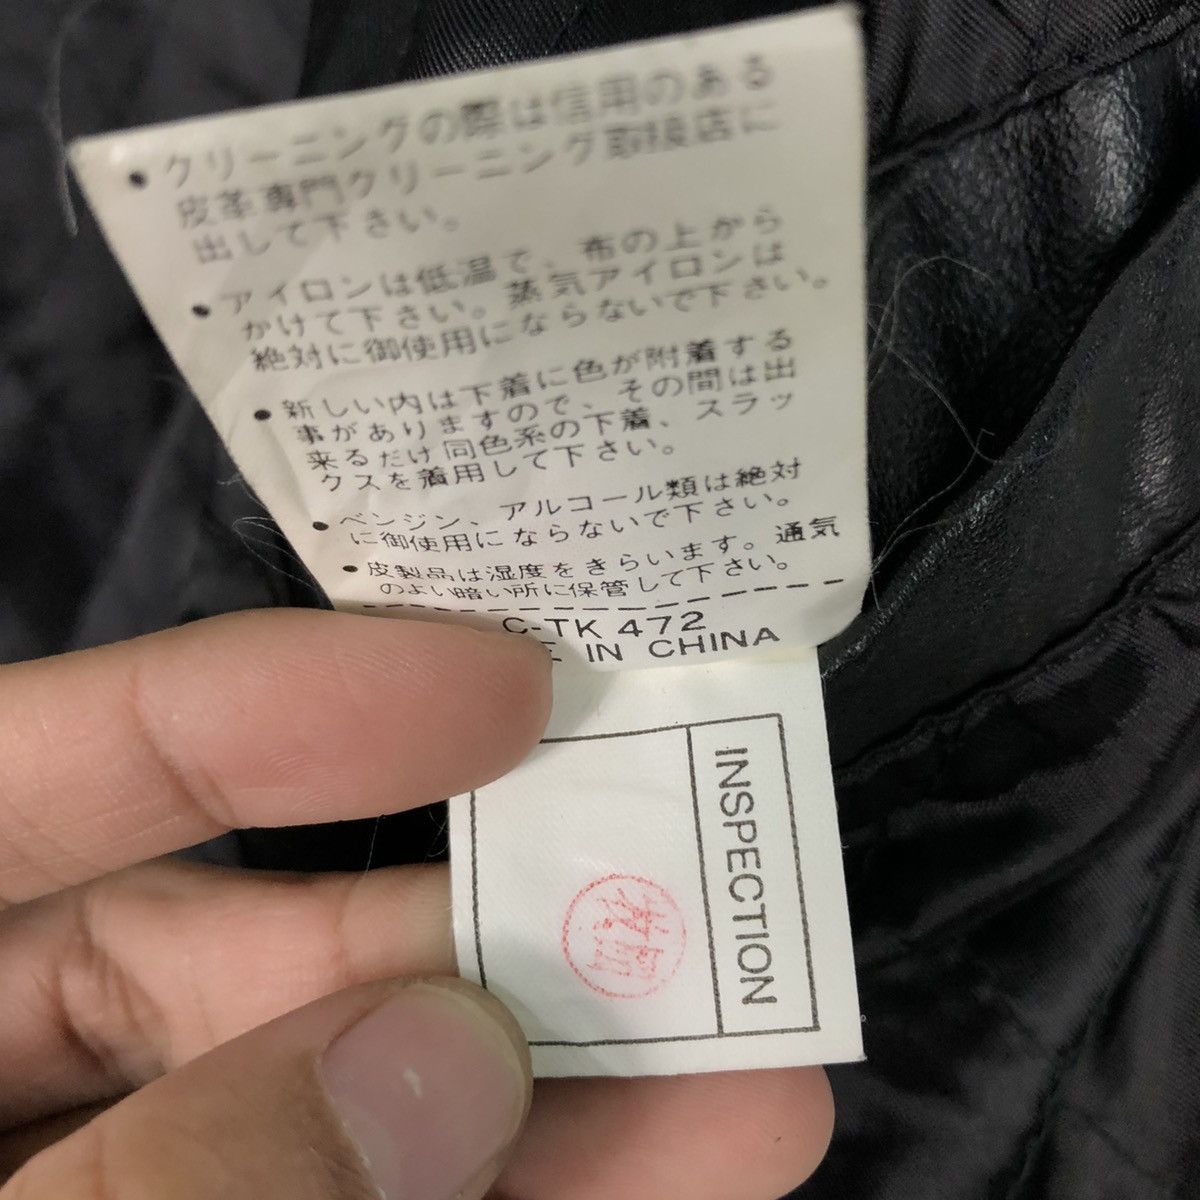 ・クリーニングの際は信用のある
皮革専門クリーニング取扱店に
出して下さい。
・アイロンは低温で、布の上から
かけて下さい。蒸気アイロンは
絶対に御使用にならないで下さい。
・新しい内は下着に色が附着する
事がありますので、その間は出
来るだけ同色系の下着、スラッ
クスを着用して下さい。
・ベンジン、アルコール類は絶対
に御使用にならないで下さい。
・皮製品は湿度をきらいます。通気
のよい暗い所に保管して下さい。
C-TK 472
E IN CHINA
INSPECTION